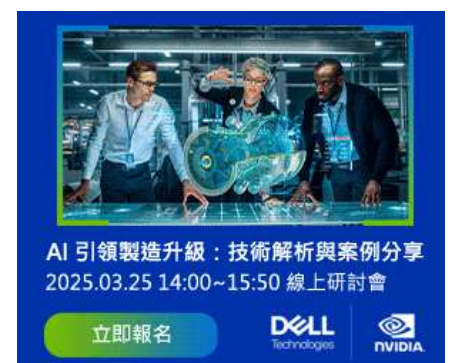 AI 引領製造升級：技術解析與案例分享
2025.03.25 14:00~15:50 線上研討會
立即報名
DELL
Technologies
NVIDIA